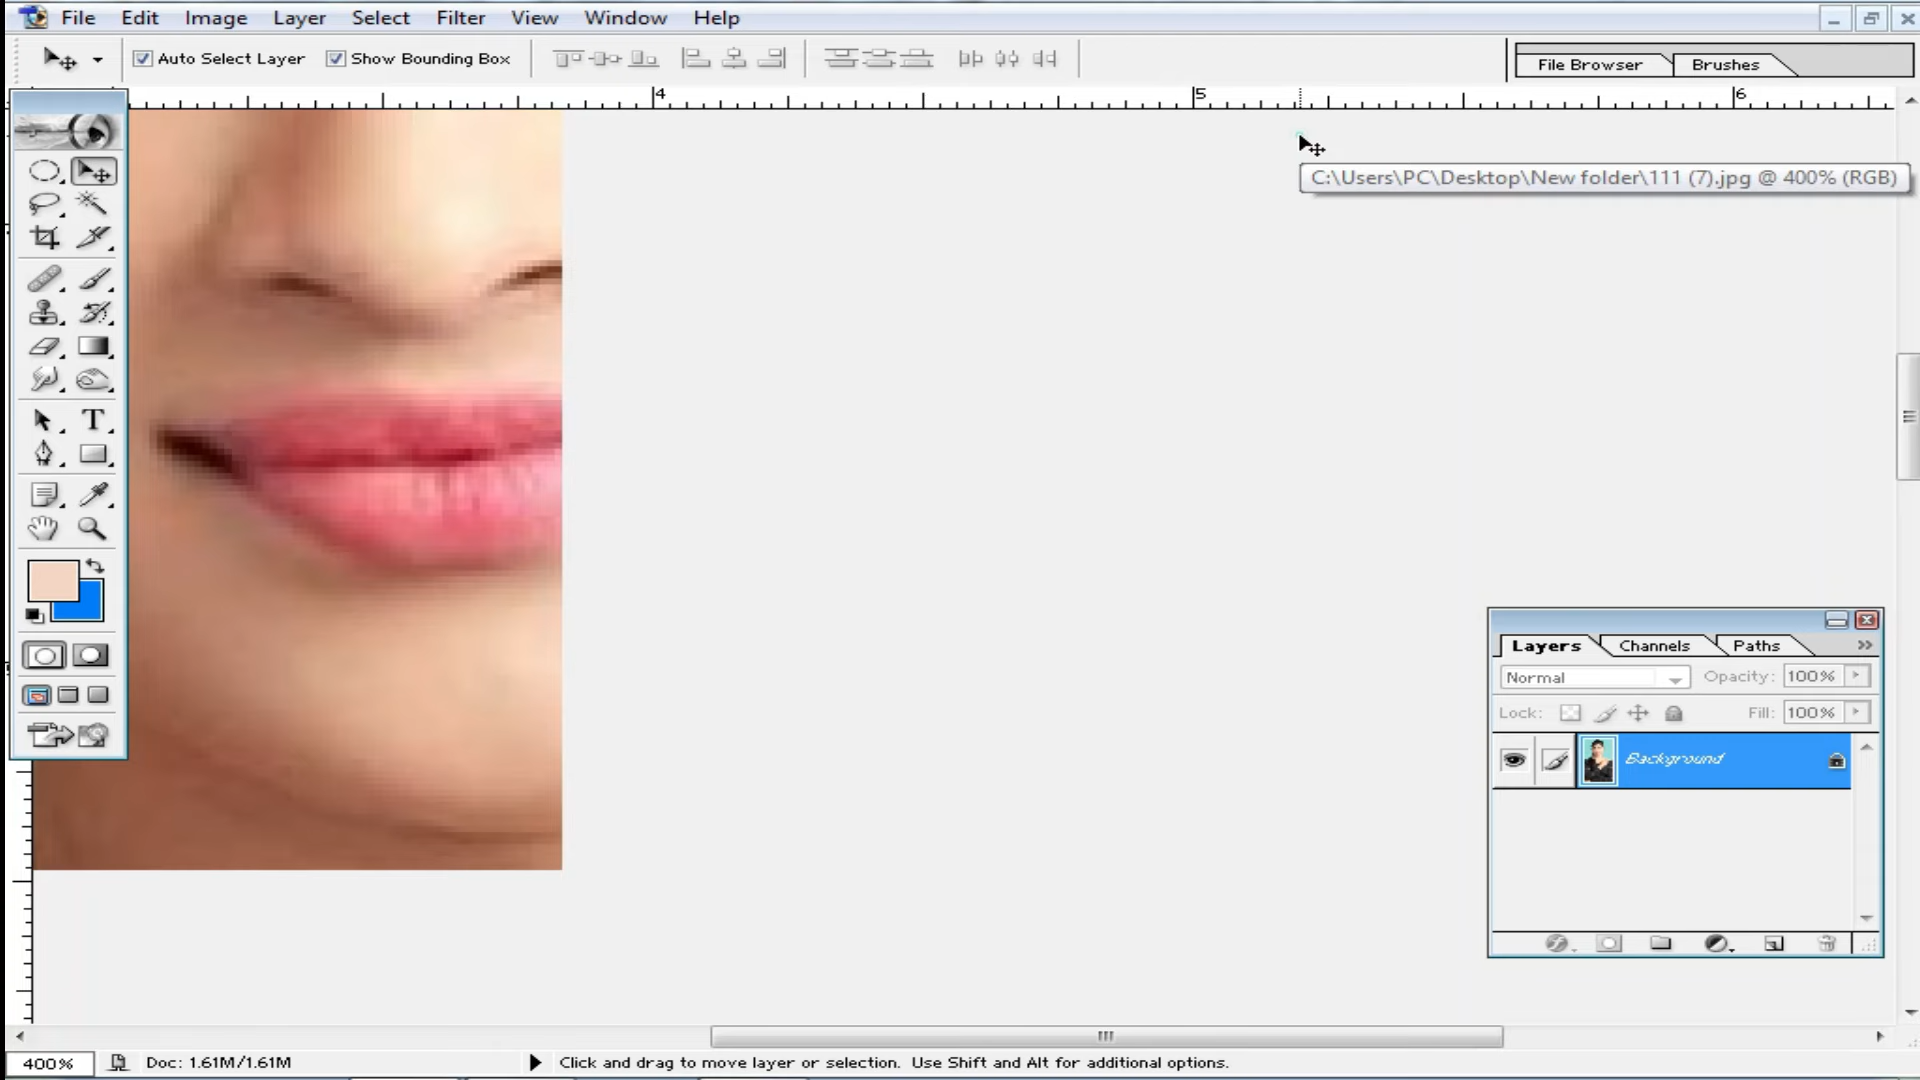 File Edit Image Layer Select Filter View Window Help
Auto Select Layer Show Bounding Box File Browser Brushes
4 5 6
C:\Users\PC\Desktop\New folder\111 (7).jpg @ 400% (RGB)
T
Layers Channels Paths
Normal Opacity: 100%
Lock: Fill: 100%
Background
400% Doc: 1.61M/1.61M Click and drag to move layer or selection. Use Shift and Alt for additional options.